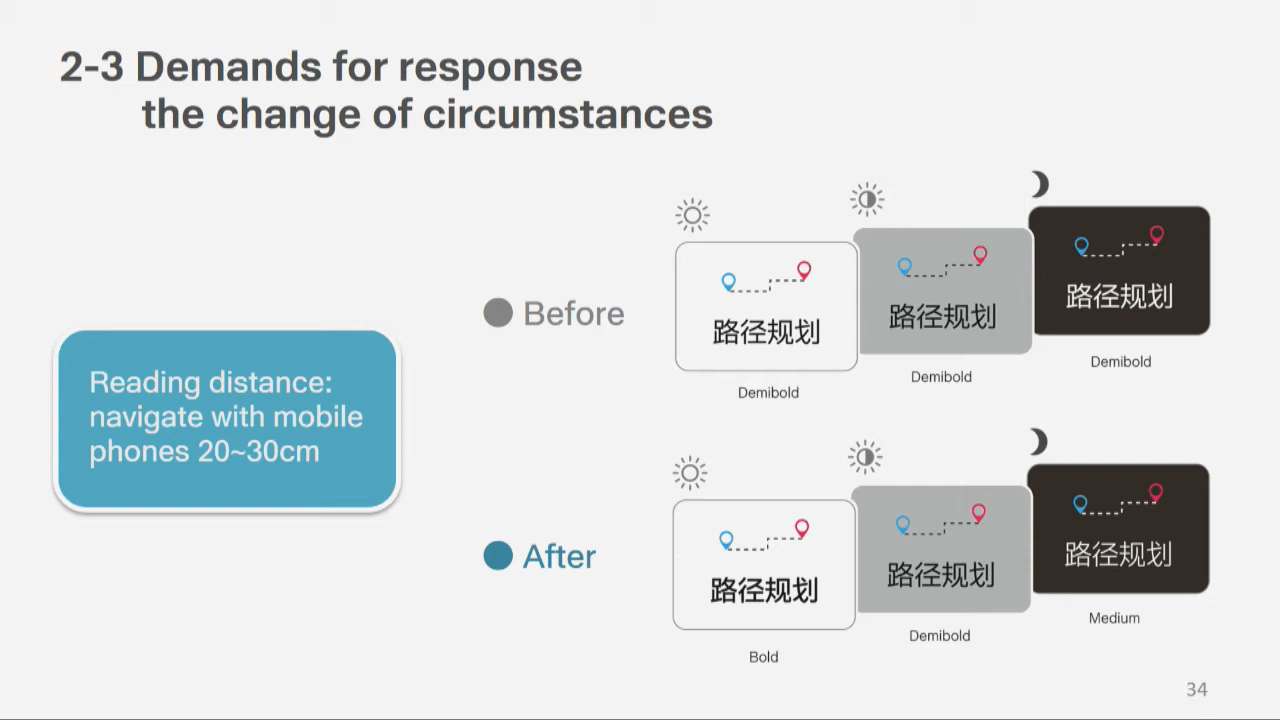 2-3 Demands for response
the change of circumstances
Reading distance:
navigate with mobile
phones 20~30cm
Before
路径规划
Demibold
路径规划
Demibold
路径规划
Demibold
After
路径规划
Bold
路径规划
Demibold
路径规划
Medium
34